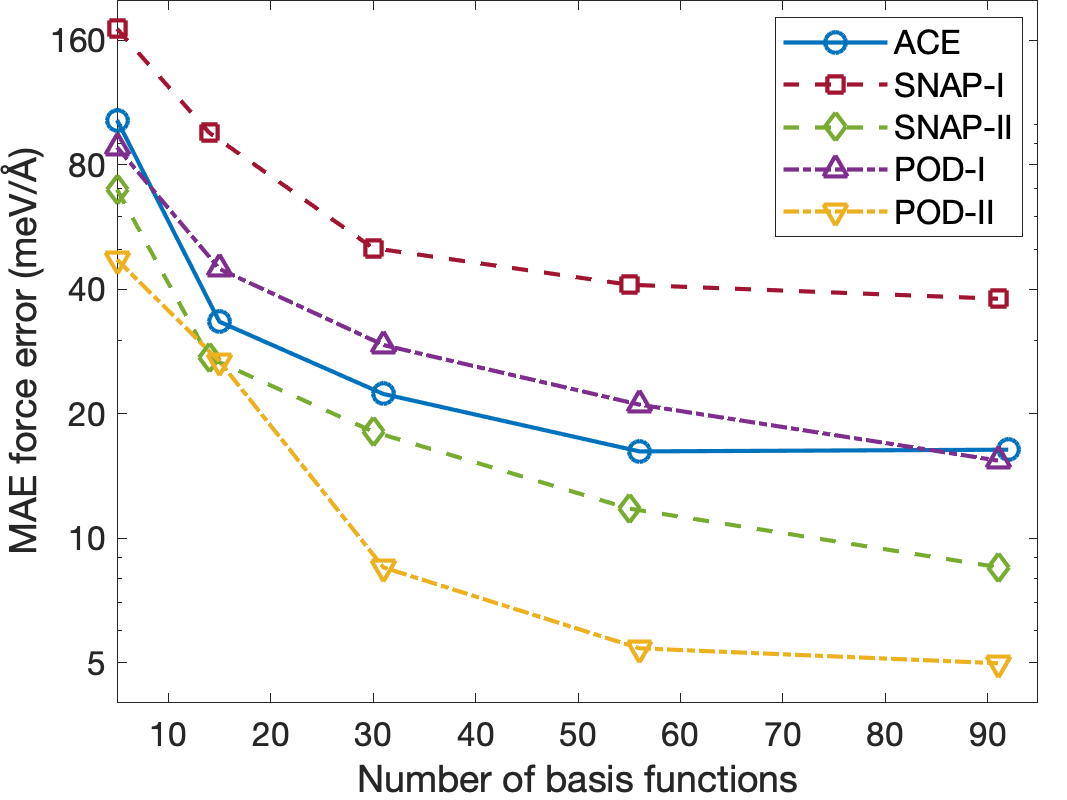 160
80
40
20
10
5
MAE force error (meV/Å)
10 20 30 40 50 60 70 80 90
Number of basis functions
ACE
SNAP-I
SNAP-II
POD-I
POD-II